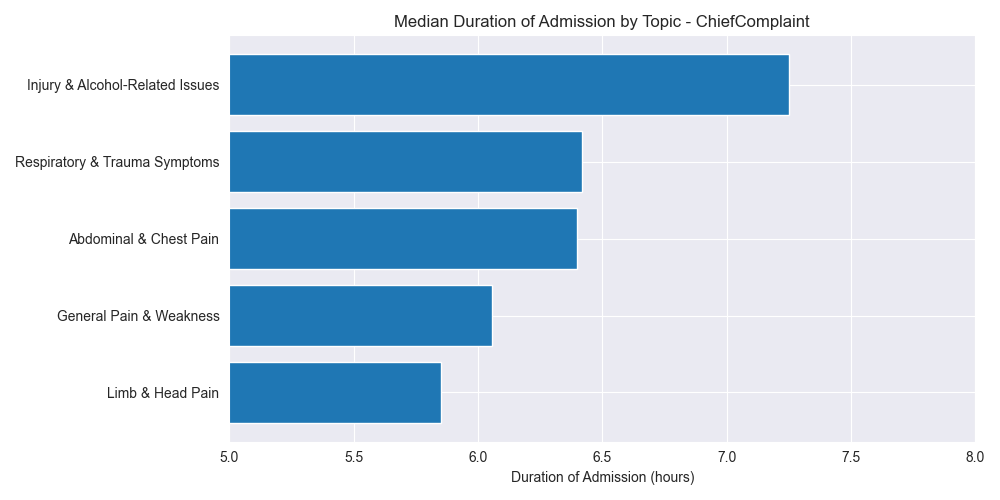 Median Duration of Admission by Topic - ChiefComplaint
Injury & Alcohol-Related Issues
Respiratory & Trauma Symptoms
Abdominal & Chest Pain
General Pain & Weakness
Limb & Head Pain
5.0 5.5 6.0 6.5 7.0 7.5 8.0
Duration of Admission (hours)